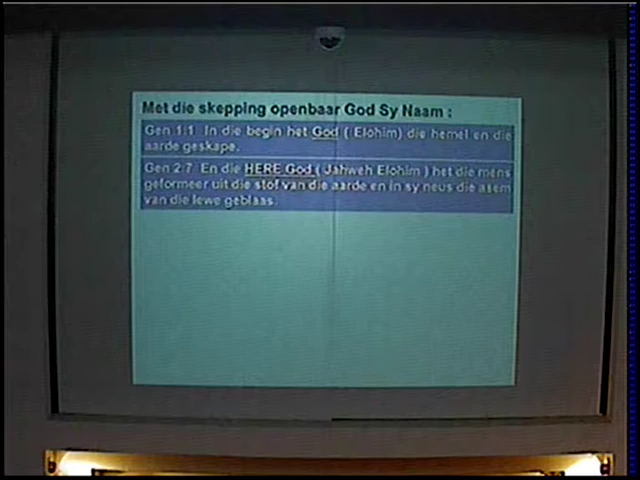 Met die skepping openbaar God Sy Naam :
Gen 1:1 In die begin het God ( Elohim) die hemel en die
aarde geskape.
Gen 2:7 En die HERE God ( Jahweh Elohim ) het die mens
geformeer uit die stof van die aarde en in sy neus die asem
van die lewe geblaas.